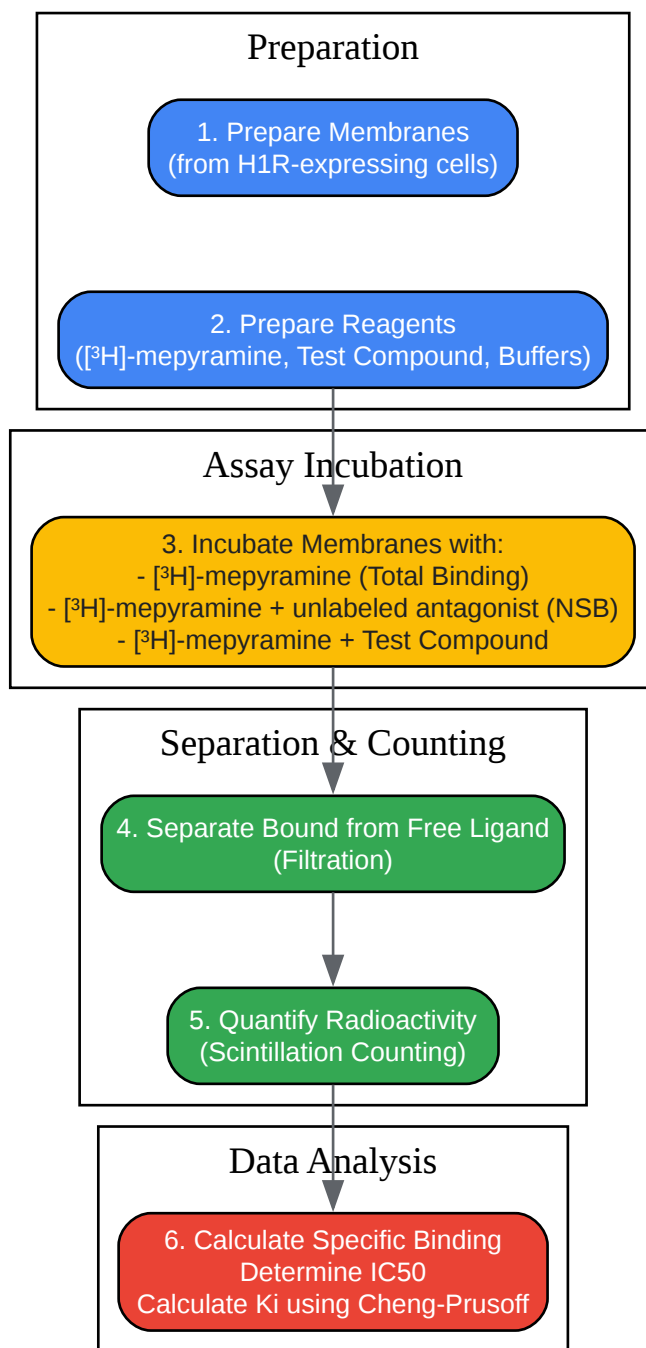 Preparation
1. Prepare Membranes
(from H1R-expressing cells)
2. Prepare Reagents
([³H]-mepyramine, Test Compound, Buffers)
Assay Incubation
3. Incubate Membranes with:
- [³H]-mepyramine (Total Binding)
- [³H]-mepyramine + unlabeled antagonist (NSB)
- [³H]-mepyramine + Test Compound
Separation & Counting
4. Separate Bound from Free Ligand
(Filtration)
5. Quantify Radioactivity
(Scintillation Counting)
Data Analysis
6. Calculate Specific Binding
Determine IC50
Calculate Ki using Cheng-Prusoff